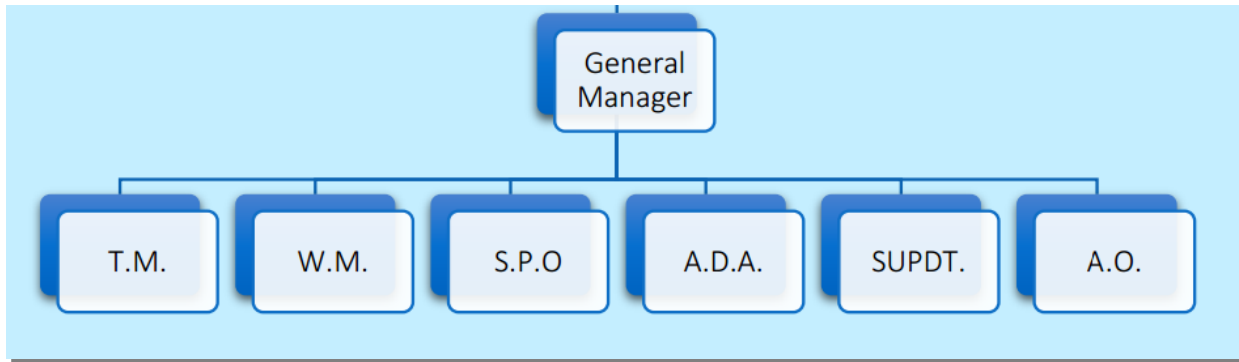 General
Manager
T.M.
W.M.
S.P.O
A.D.A.
SUPDT.
A.O.